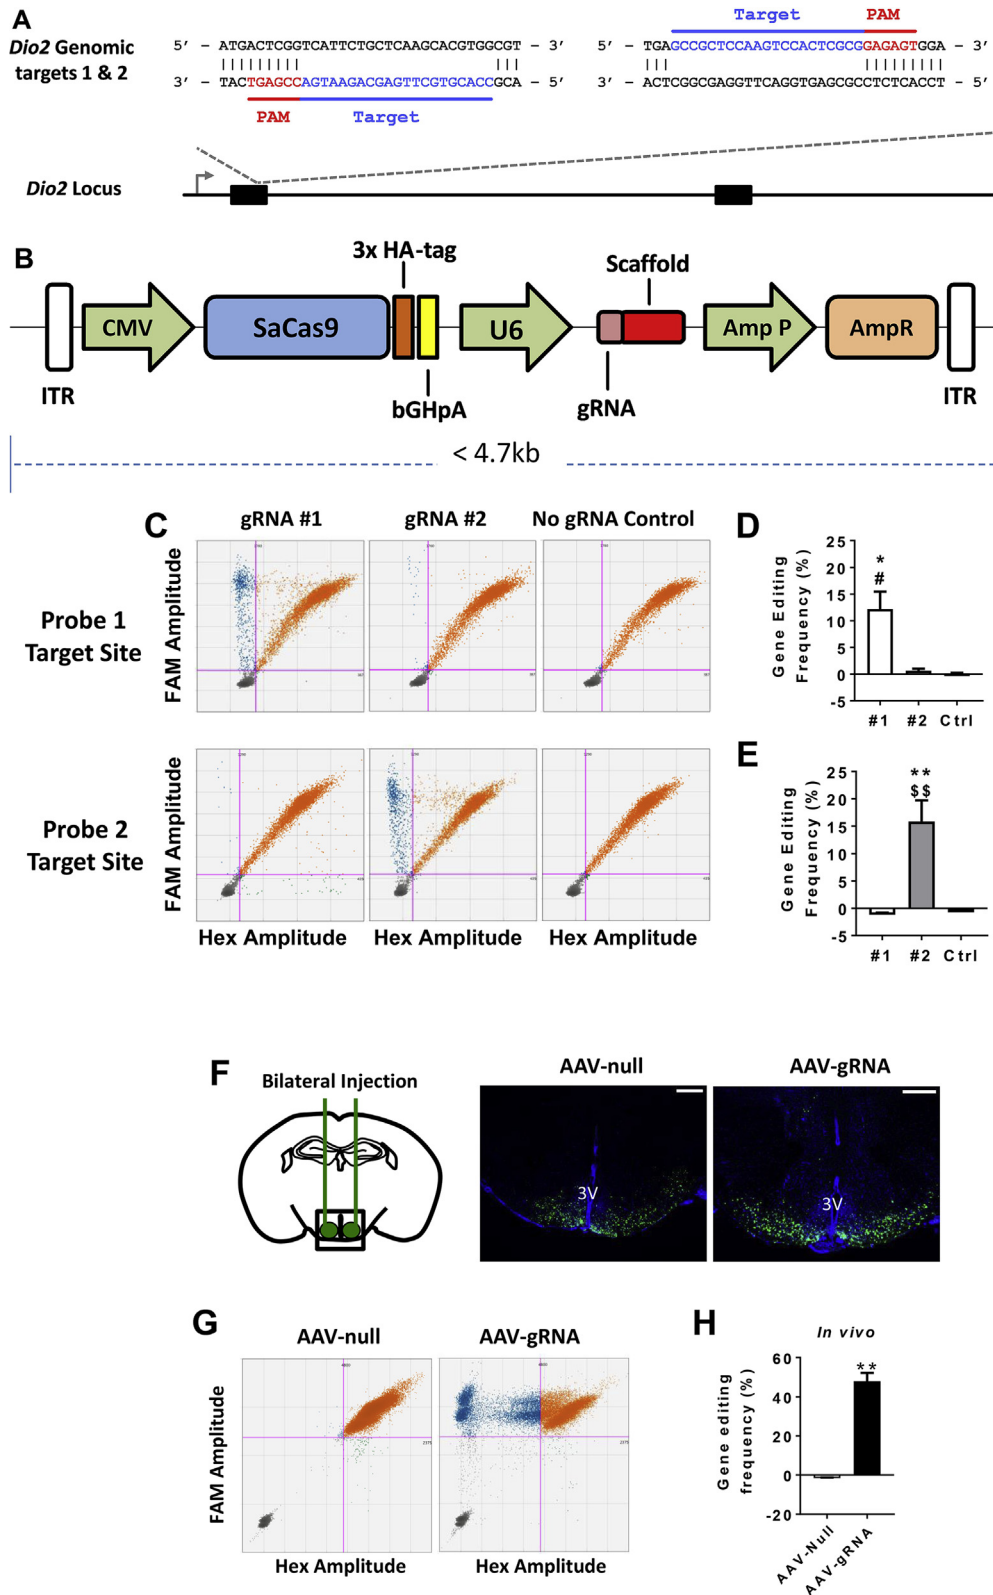 A
Dio2 Genomic
targets 1 & 2
Target PAM
5' - ATGACTCGGTCATTCTGCTCAAGCACGTGGCGT - 3'
5' - TGAGCCGCTCCAAGTCCACTCGCGGAGAGTGGA - 3'
3' - TACTGAGCCAGTAAGACGAGTTCGTGCACCGCA - 5'
3' - ACTCGGCGAGGTTCAGGTGAGCGCCTCTCACCT - 5'
PAM Target
Dio2 Locus
B
3x HA-tag
Scaffold
CMV
SaCas9
U6
Amp P
AmpR
ITR
bGHpA
gRNA
ITR
< 4.7kb
C
gRNA #1
gRNA #2
No gRNA Control
Probe 1
Target Site
FAM Amplitude
Probe 2
Target Site
FAM Amplitude
Hex Amplitude
Hex Amplitude
Hex Amplitude
D
Gene Editing
Frequency (%)
25
20
15
10
5
0
-5
*
#
#1 #2 Ctrl
E
Gene Editing
Frequency (%)
25
20
15
10
5
0
-5
**
$$
#1 #2 Ctrl
F
Bilateral Injection
AAV-null
AAV-gRNA
3V
3V
G
AAV-null
AAV-gRNA
FAM Amplitude
Hex Amplitude
Hex Amplitude
H
In vivo
Gene editing
frequency (%)
60
40
20
0
-20
**
AAV-Null
AAV-gRNA